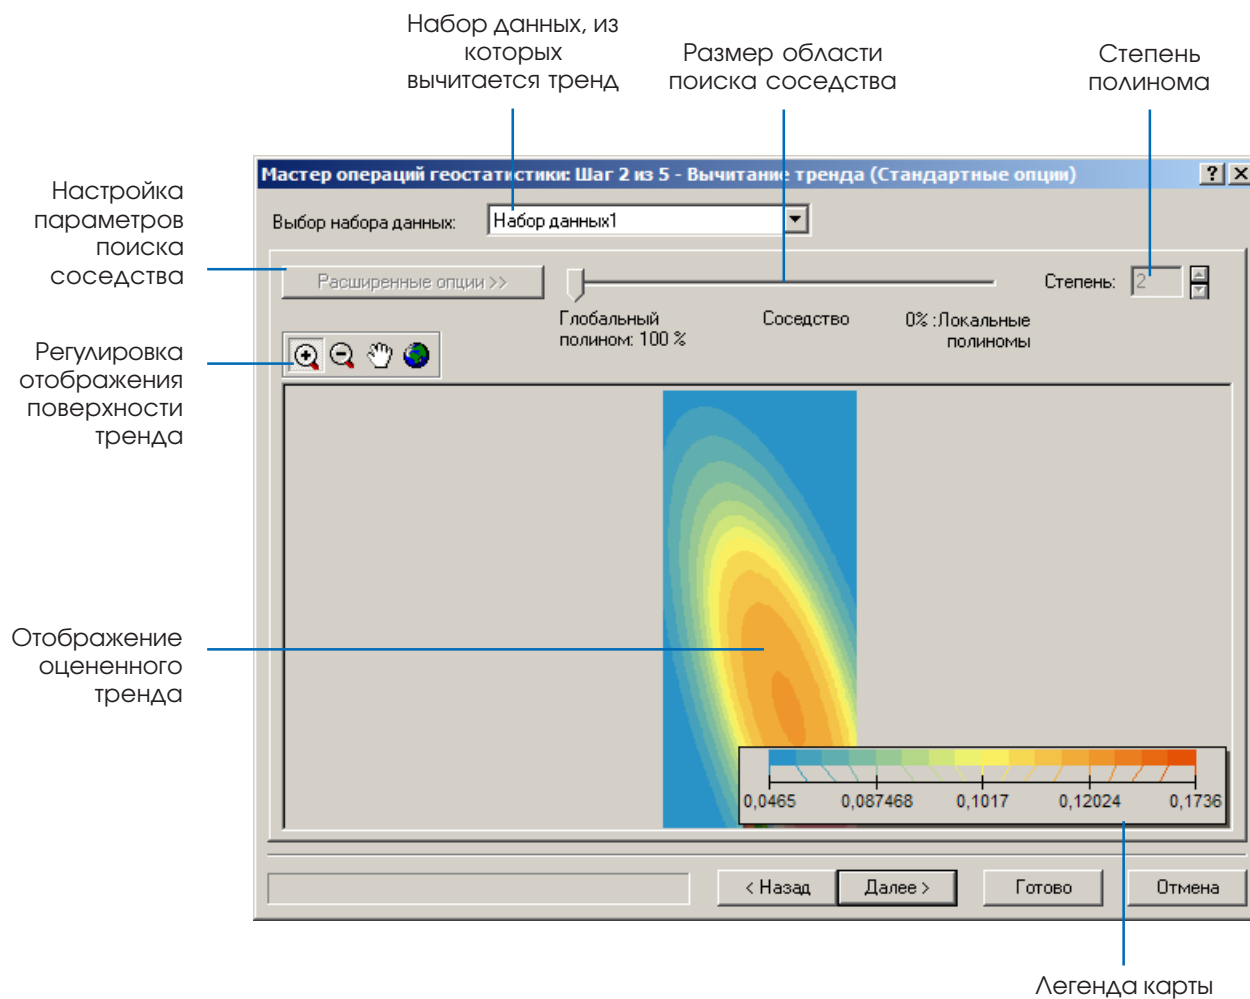 Набор данных, из
которых
вычитается тренд
Размер области
поиска соседства
Степень
полинома
Мастер операций геостатистики: Шаг 2 из 5 - Вычитание тренда (Стандартные опции)
Настройка
параметров
поиска
соседства
Выбор набора данных:
Набор данных1
Расширенные опции >>
Степень:
2
Глобальный
полином: 100 %
Соседство
0% :Локальные
полиномы
Регулировка
отображения
поверхности
тренда
Отображение
оцененного
тренда
0,0465
0,087468
0,1017
0,12024
0,1736
< Назад
Далее >
Готово
Отмена
Легенда карты